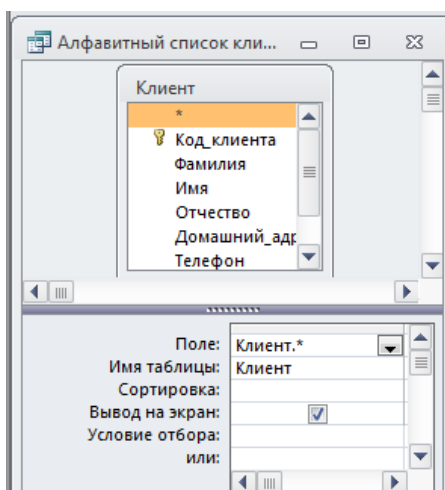 Алфавитный список кли...
Клиент
*
Код_клиента
Фамилия
Имя
Отчество
Домашний_адр
Телефон
Поле: Клиент.*
Имя таблицы: Клиент
Сортировка:
Вывод на экран:
Условие отбора:
или: